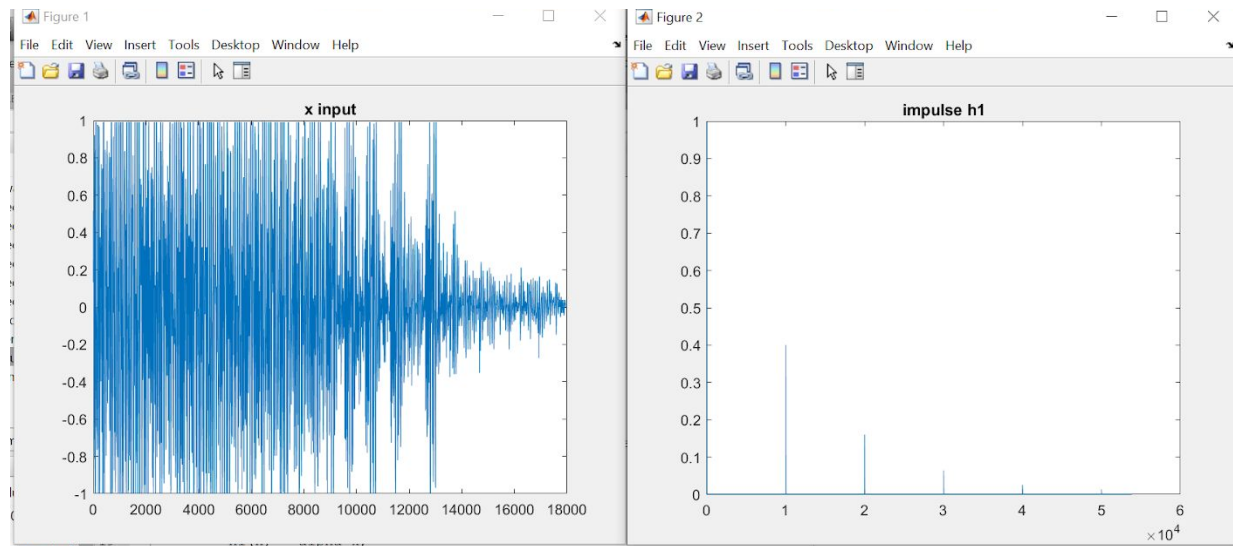 Figure 1
File Edit View Insert Tools Desktop Window Help
x input
1
0.8
0.6
0.4
0.2
0
-0.2
-0.4
-0.6
-0.8
-1
0 2000 4000 6000 8000 10000 12000 14000 16000 18000
Figure 2
File Edit View Insert Tools Desktop Window Help
impulse h1
1
0.9
0.8
0.7
0.6
0.5
0.4
0.3
0.2
0.1
0
0 1 2 3 4 5 6
×10⁴